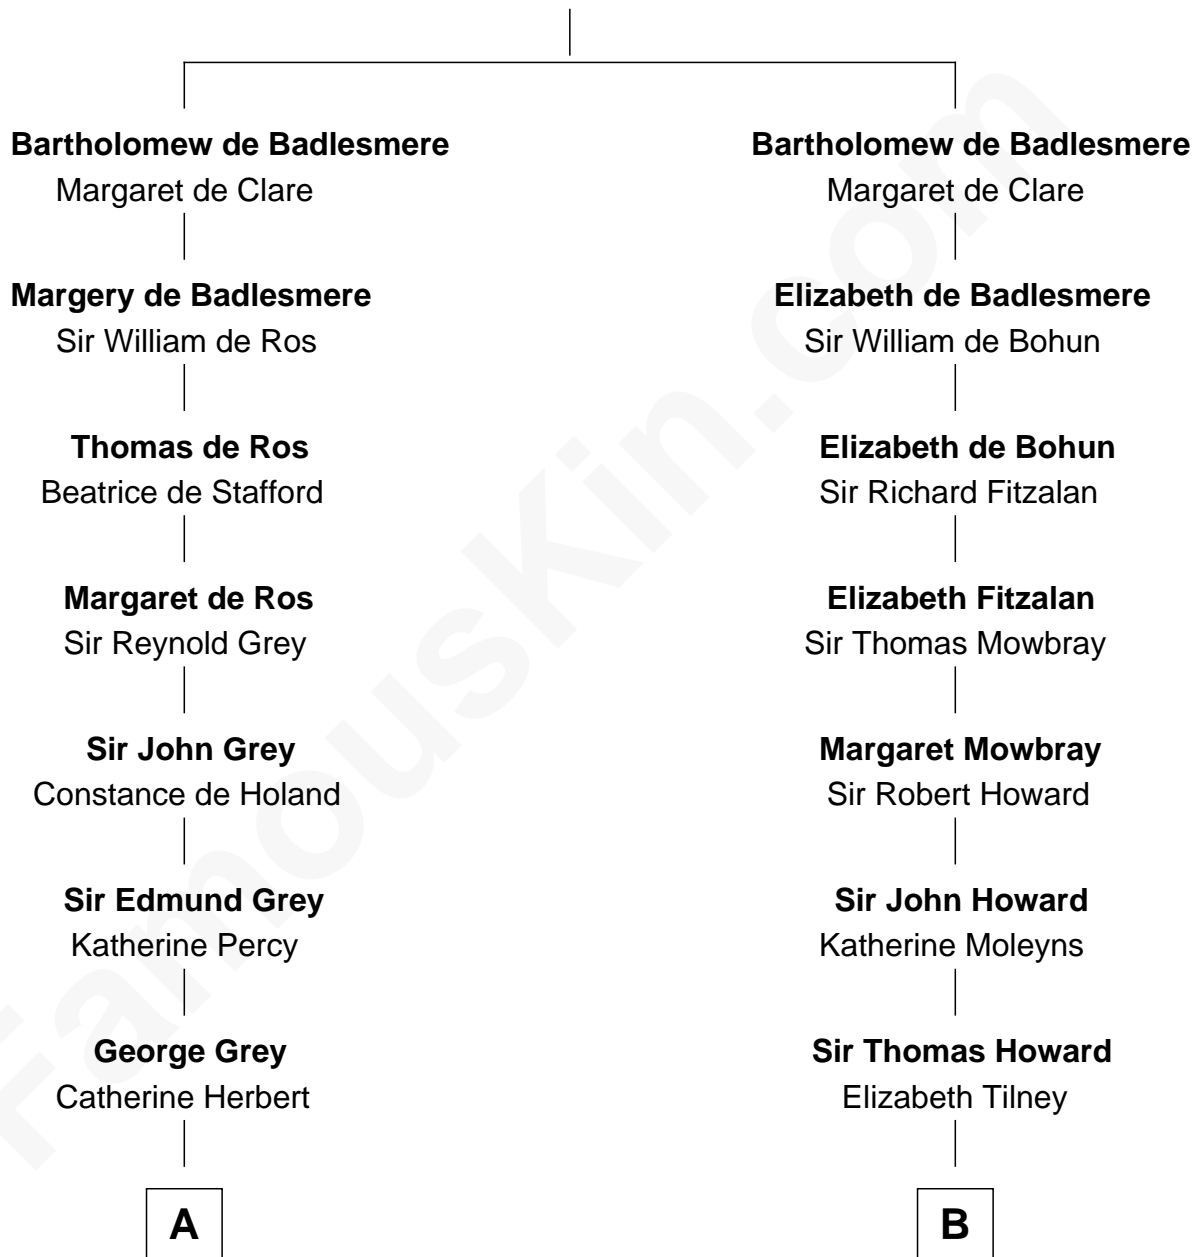 Bartholomew de Badlesmere
Margaret de Clare
Margery de Badlesmere
Sir William de Ros
Thomas de Ros
Beatrice de Stafford
Margaret de Ros
Sir Reynold Grey
Sir John Grey
Constance de Holand
Sir Edmund Grey
Katherine Percy
George Grey
Catherine Herbert
A
Bartholomew de Badlesmere
Margaret de Clare
Elizabeth de Badlesmere
Sir William de Bohun
Elizabeth de Bohun
Sir Richard Fitzalan
Elizabeth Fitzalan
Sir Thomas Mowbray
Margaret Mowbray
Sir Robert Howard
Sir John Howard
Katherine Moleyns
Sir Thomas Howard
Elizabeth Tilney
B
FamousKin.com